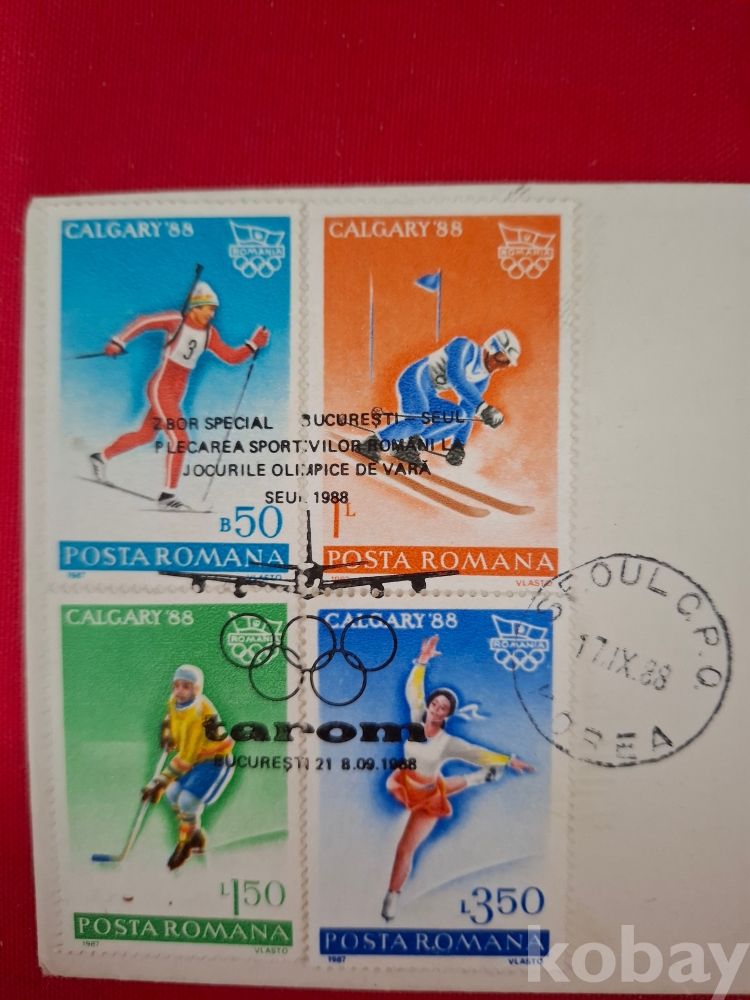 CALGARY '88
ROMANIA
3
B50
POSTA ROMANA
1987
VLASTO
CALGARY '88
ROMANIA
1L
POSTA ROMANA
1987
VLASTO
ZBOR SPECIAL BUCUREȘTI - SEUL
PLECAREA SPORTIVILOR ROMÂNI LA
JOCURILE OLIMPICE DE VARĂ
SEUL 1988
CALGARY '88
ROMANIA
L150
POSTA ROMANA
1987
VLASTO
CALGARY '88
ROMANIA
L350
POSTA ROMANA
1987
VLASTO
tarom
BUCUREȘTI 21 8.09.1988
SEOUL C.P.O.
17.IX.88
KOREA
kobay